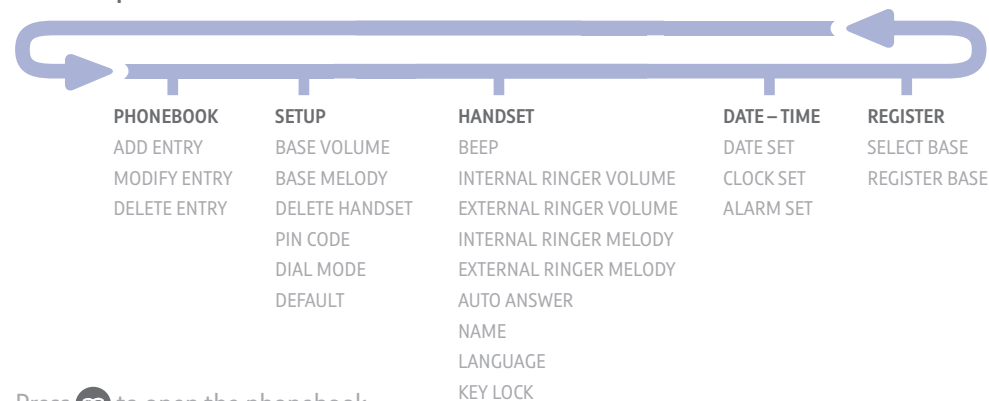 PHONEBOOK
ADD ENTRY
MODIFY ENTRY
DELETE ENTRY
SETUP
BASE VOLUME
BASE MELODY
DELETE HANDSET
PIN CODE
DIAL MODE
DEFAULT
HANDSET
BEEP
INTERNAL RINGER VOLUME
EXTERNAL RINGER VOLUME
INTERNAL RINGER MELODY
EXTERNAL RINGER MELODY
AUTO ANSWER
NAME
LANGUAGE
KEY LOCK
DATE – TIME
DATE SET
CLOCK SET
ALARM SET
REGISTER
SELECT BASE
REGISTER BASE
Press to open the phonebook